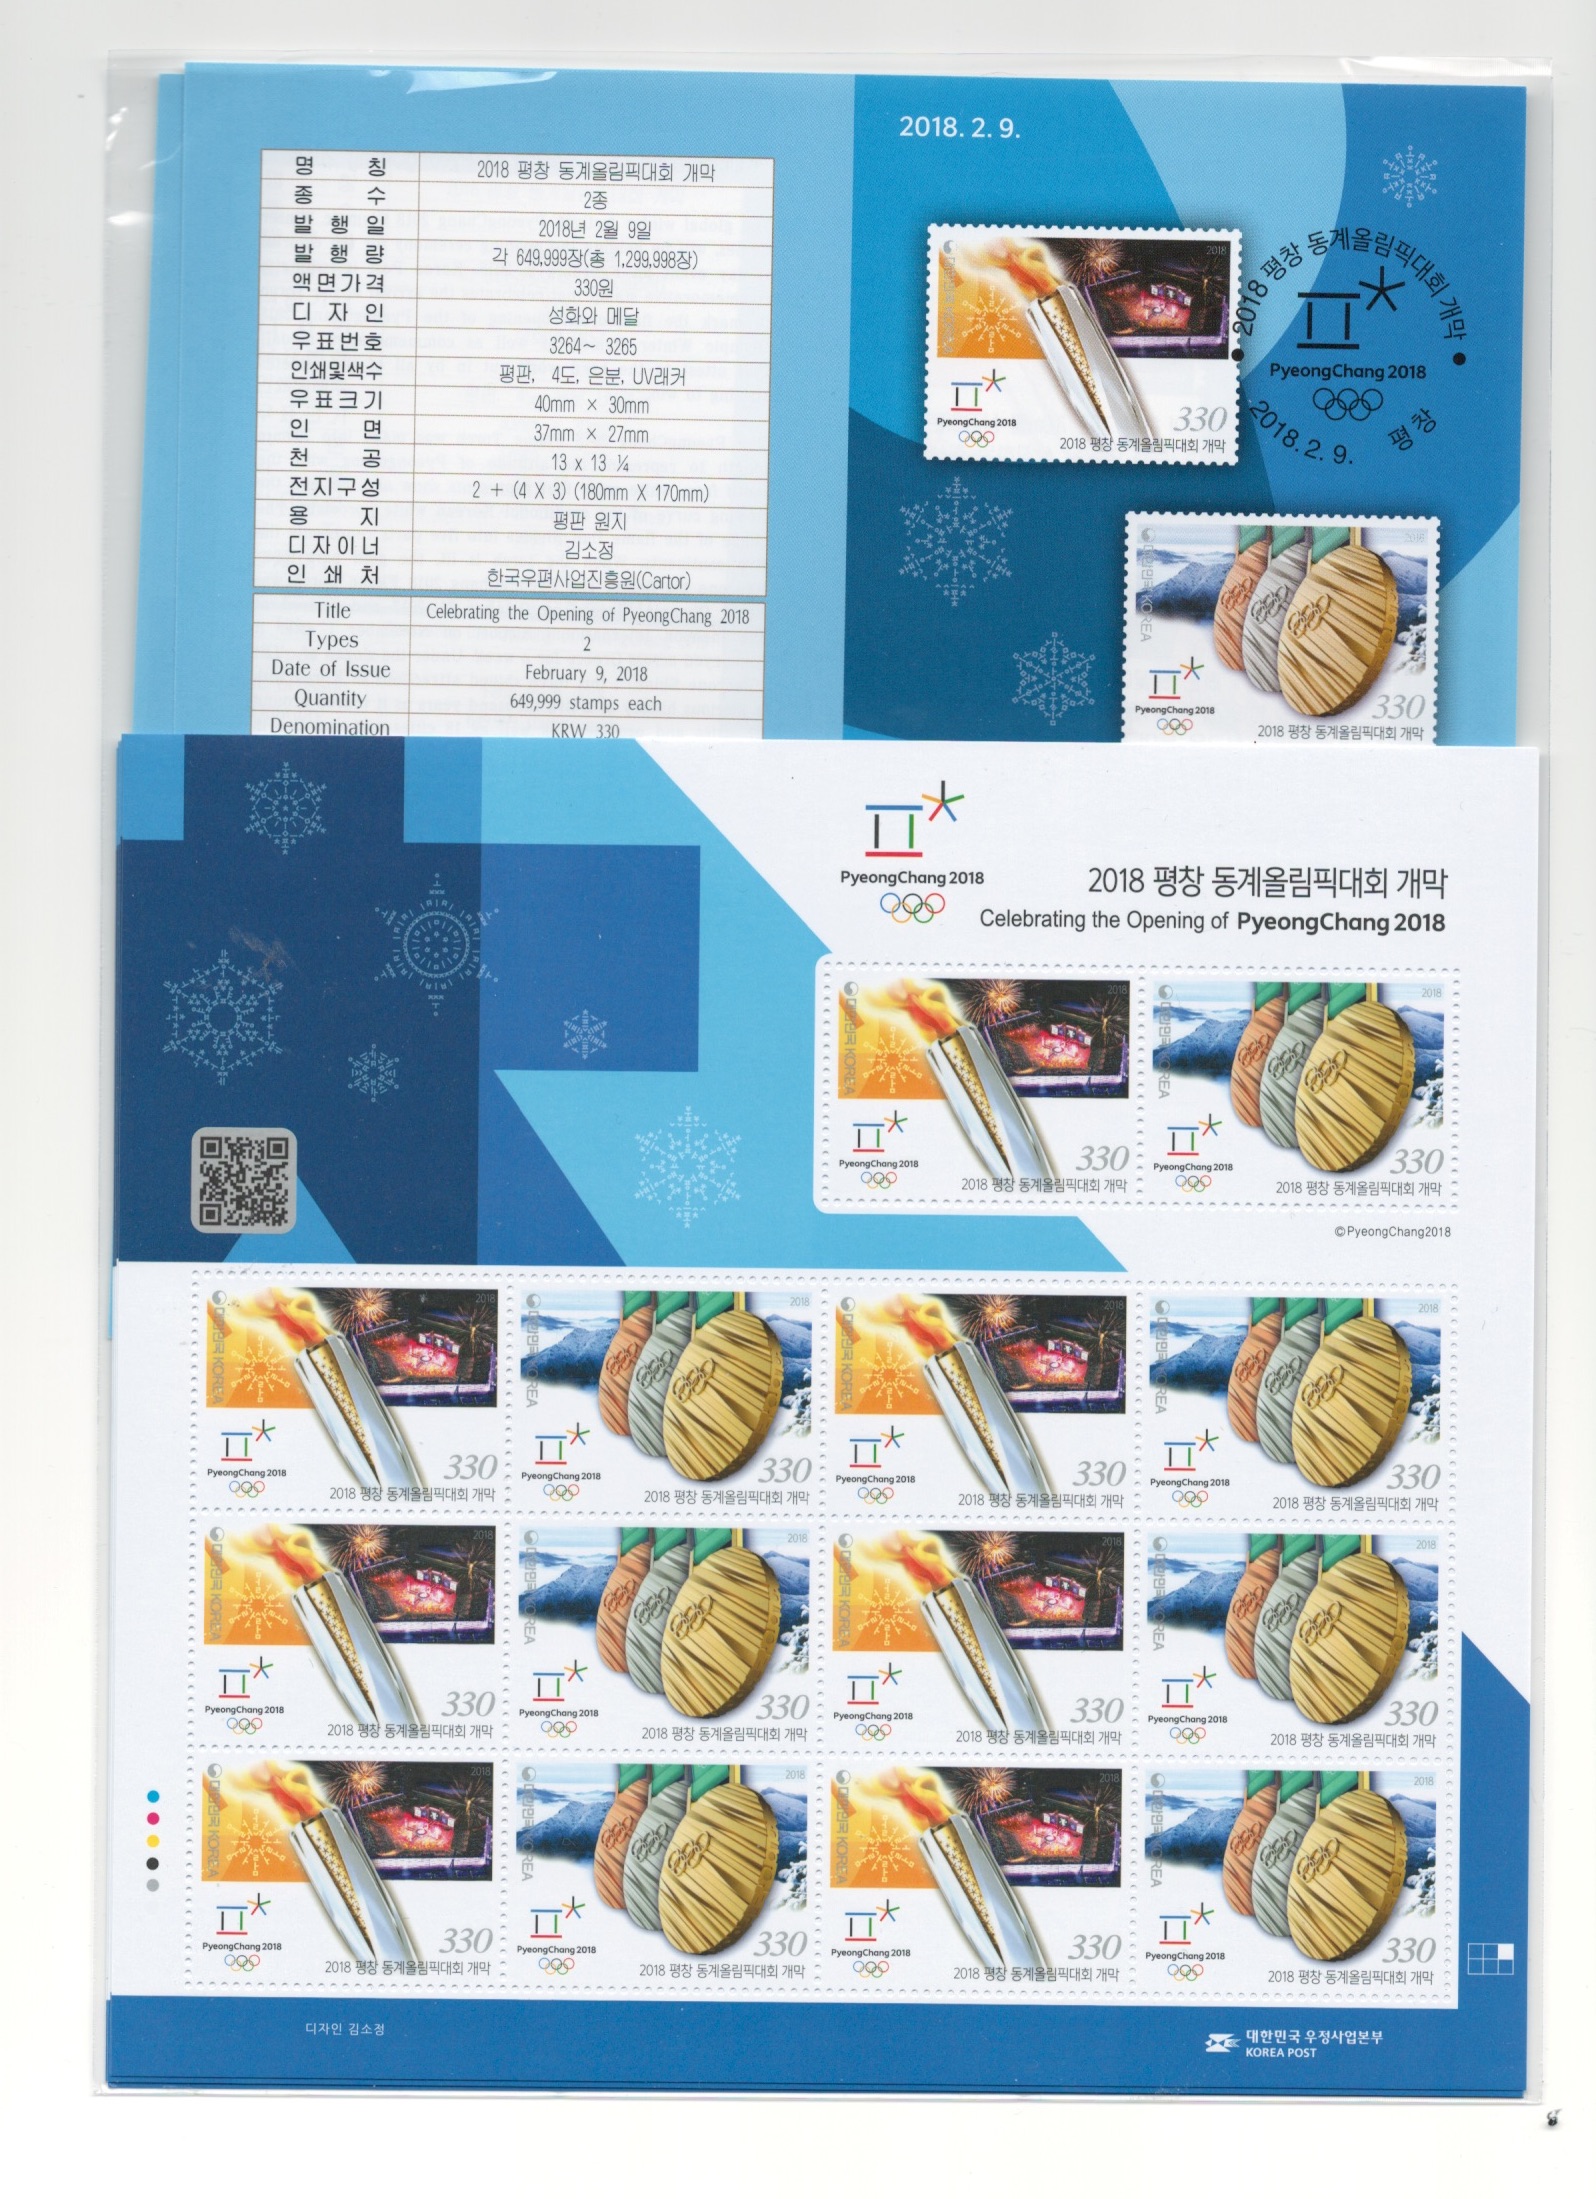 2018. 2. 9.
명 칭 2018 평창 동계올림픽대회 개막
종 수 2종
발 행 일 2018년 2월 9일
발 행 량 각 649,999장(총 1,299,998장)
액면가격 330원
디 자 인 성화와 메달
우표번호 3264~ 3265
인쇄및색수 평판, 4도, 은분, UV래커
우표크기 40mm × 30mm
인 면 37mm × 27mm
천 공 13 x 13 ¼
전지구성 2 + (4 X 3) (180mm X 170mm)
용 지 평판 원지
디자이너 김소정
인 쇄 처 한국우편사업진흥원(Cartor)
Title Celebrating the Opening of PyeongChang 2018
Types 2
Date of Issue February 9, 2018
Quantity 649,999 stamps each
Denomination KRW 330
2018
대한민국 KOREA
PyeongChang 2018
330
2018 평창 동계올림픽대회 개막
2018 평창 동계올림픽대회 개막
PyeongChang 2018
2018. 2. 9.
평창
대한민국 KOREA
PyeongChang 2018
330
2018 평창 동계올림픽대회 개막
PyeongChang 2018
2018 평창 동계올림픽대회 개막
Celebrating the Opening of PyeongChang 2018
2018 2018
대한민국 KOREA 대한민국 KOREA
PyeongChang 2018 330 PyeongChang 2018 330
2018 평창 동계올림픽대회 개막 2018 평창 동계올림픽대회 개막
©PyeongChang2018
2018 2018 2018 2018
대한민국 KOREA 대한민국 KOREA 대한민국 KOREA 대한민국 KOREA
PyeongChang 2018 330 PyeongChang 2018 330 PyeongChang 2018 330 PyeongChang 2018 330
2018 평창 동계올림픽대회 개막 2018 평창 동계올림픽대회 개막 2018 평창 동계올림픽대회 개막 2018 평창 동계올림픽대회 개막
2018 2018 2018 2018
대한민국 KOREA 대한민국 KOREA 대한민국 KOREA 대한민국 KOREA
PyeongChang 2018 330 PyeongChang 2018 330 PyeongChang 2018 330 PyeongChang 2018 330
2018 평창 동계올림픽대회 개막 2018 평창 동계올림픽대회 개막 2018 평창 동계올림픽대회 개막 2018 평창 동계올림픽대회 개막
2018 2018 2018 2018
대한민국 KOREA 대한민국 KOREA 대한민국 KOREA 대한민국 KOREA
PyeongChang 2018 330 PyeongChang 2018 330 PyeongChang 2018 330 PyeongChang 2018 330
2018 평창 동계올림픽대회 개막 2018 평창 동계올림픽대회 개막 2018 평창 동계올림픽대회 개막 2018 평창 동계올림픽대회 개막
디자인 김소정
대한민국 우정사업본부
KOREA POST